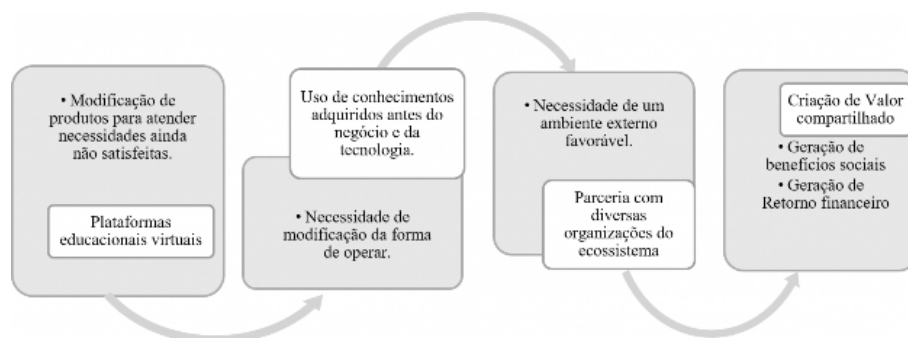 • Modificação de
produtos para atender
necessidades ainda
não satisfeitas.
Plataformas
educacionais virtuais
Uso de conhecimentos
adquiridos antes do
negócio e da
tecnologia.
• Necessidade de
modificação da forma
de operar.
• Necessidade de um
ambiente externo
favorável.
Parceria com
diversas
organizações do
ecossistema
Criação de Valor
compartilhado
• Geração de
benefícios sociais
• Geração de
Retorno financeiro